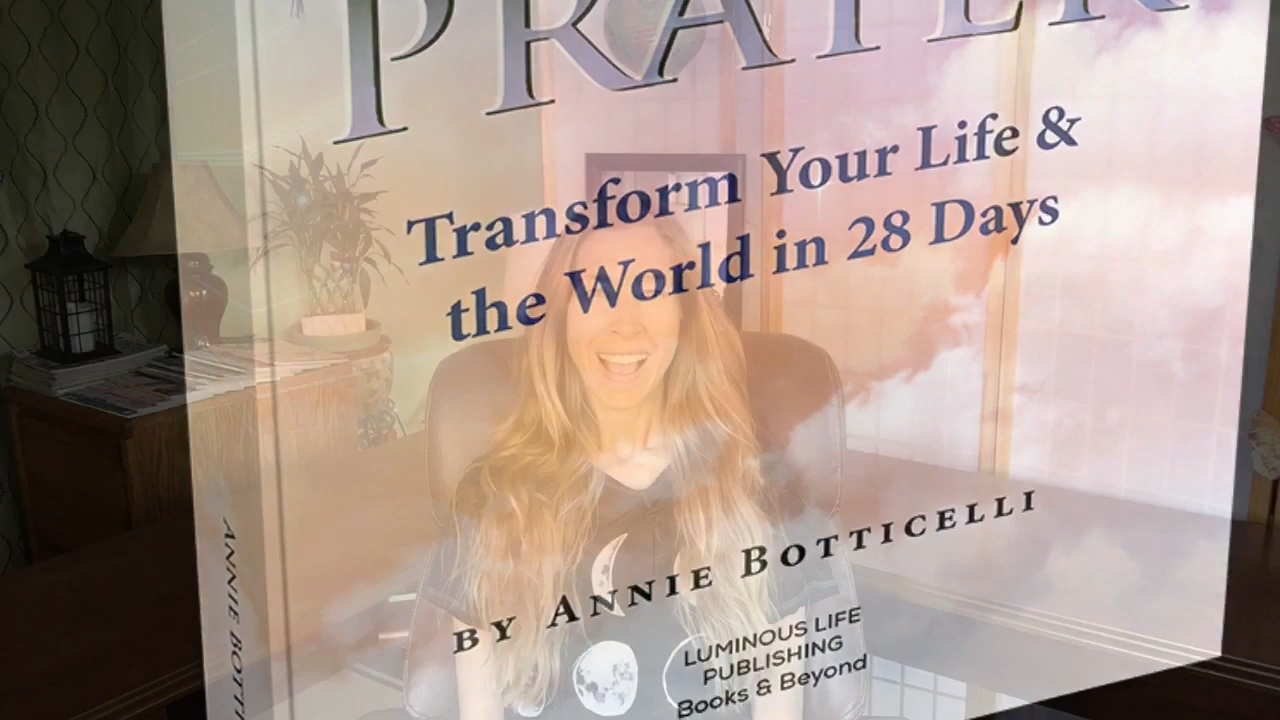 PRAYER
Transform Your Life &
the World in 28 Days
BY ANNIE BOTTICELLI
LUMINOUS LIFE
PUBLISHING
Books & Beyond
ANNIE BOTTI